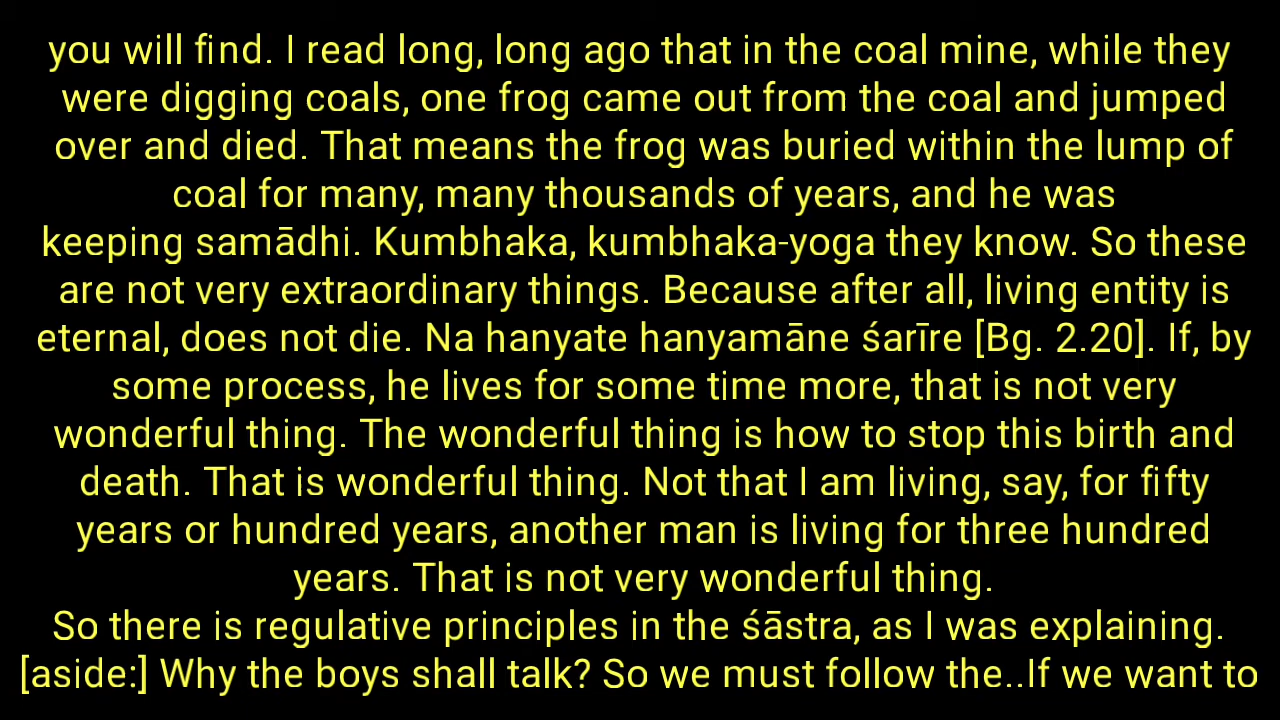 you will find. I read long, long ago that in the coal mine, while they
were digging coals, one frog came out from the coal and jumped
over and died. That means the frog was buried within the lump of
coal for many, many thousands of years, and he was
keeping samādhi. Kumbhaka, kumbhaka-yoga they know. So these
are not very extraordinary things. Because after all, living entity is
eternal, does not die. Na hanyate hanyamāne śarīre [Bg. 2.20]. If, by
some process, he lives for some time more, that is not very
wonderful thing. The wonderful thing is how to stop this birth and
death. That is wonderful thing. Not that I am living, say, for fifty
years or hundred years, another man is living for three hundred
years. That is not very wonderful thing.
So there is regulative principles in the śāstra, as I was explaining.
[aside:] Why the boys shall talk? So we must follow the..If we want to